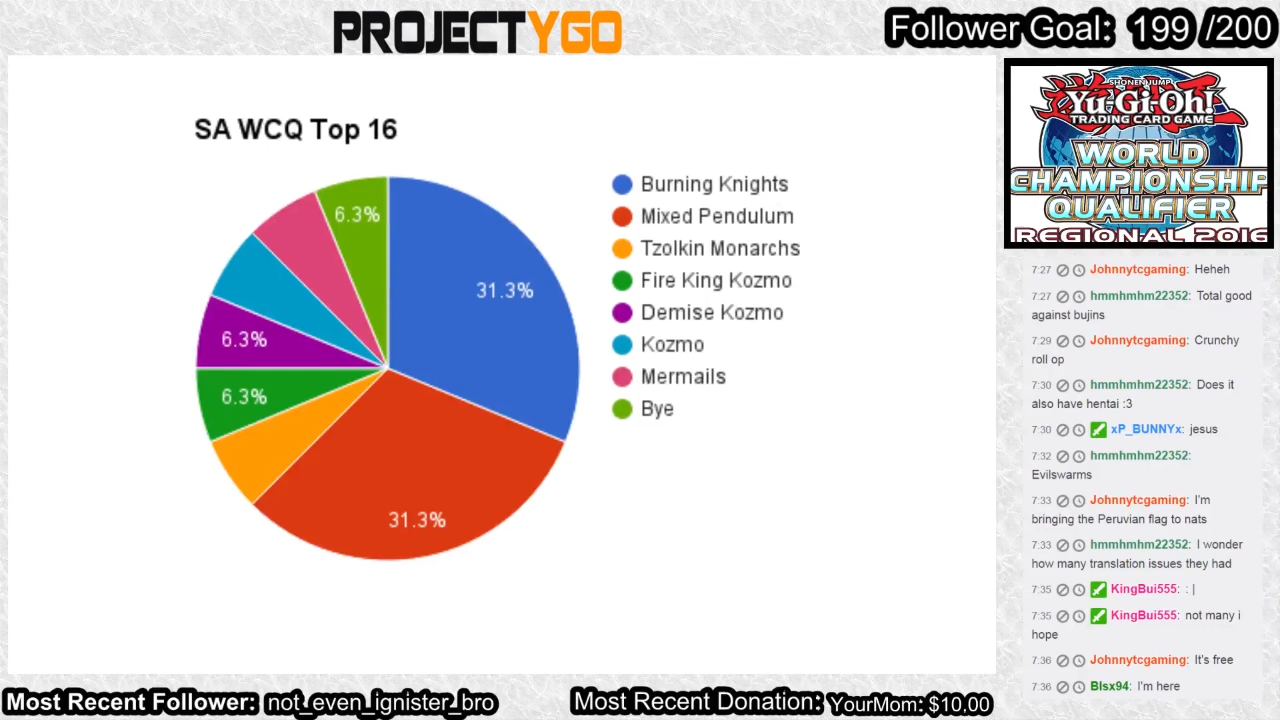 PROJECTYGO
Follower Goal: 199 /200
SA WCQ Top 16
6.3%
31.3%
6.3%
6.3%
31.3%
Burning Knights
Mixed Pendulum
Tzolkin Monarchs
Fire King Kozmo
Demise Kozmo
Kozmo
Mermails
Bye
SHONEN JUMP
Yu-Gi-Oh!
TRADING CARD GAME
WORLD
CHAMPIONSHIP
QUALIFIER
REGIONAL 2016
7:27 Johnnytcgaming: Heheh
7:27 hmmhmhm22352: Total good
against bujins
7:29 Johnnytcgaming: Crunchy
roll op
7:30 hmmhmhm22352: Does it
also have hentai :3
7:30 xP_BUNNYx: jesus
7:32 hmmhmhm22352:
Evilswarms
7:33 Johnnytcgaming: I'm
bringing the Peruvian flag to nats
7:33 hmmhmhm22352: I wonder
how many translation issues they had
7:35 KingBui555: : |
7:35 KingBui555: not many i
hope
7:36 Johnnytcgaming: It's free
7:36 Blsx94: I'm here
Most Recent Follower: not_even_ignister_bro
Most Recent Donation: YourMom: $10.00